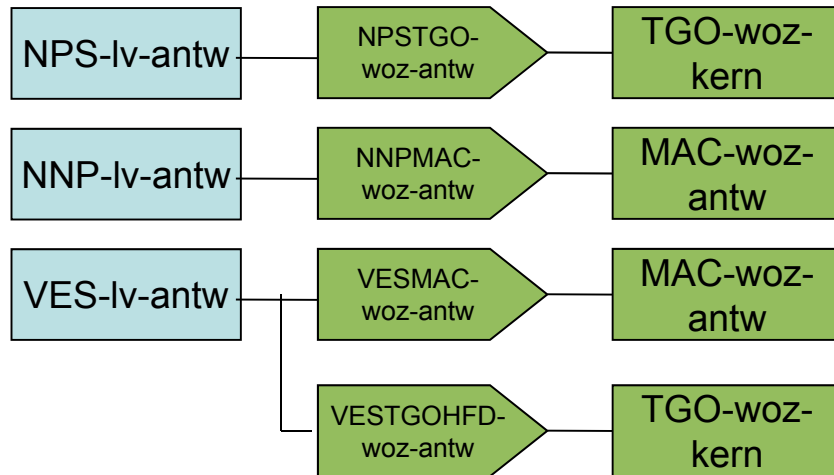 NPS-lv-antw
NPSTGO-
woz-antw
TGO-woz-
kern
NNP-lv-antw
NNPMAC-
woz-antw
MAC-woz-
antw
VES-lv-antw
VESMAC-
woz-antw
MAC-woz-
antw
VESTGOHFD-
woz-antw
TGO-woz-
kern